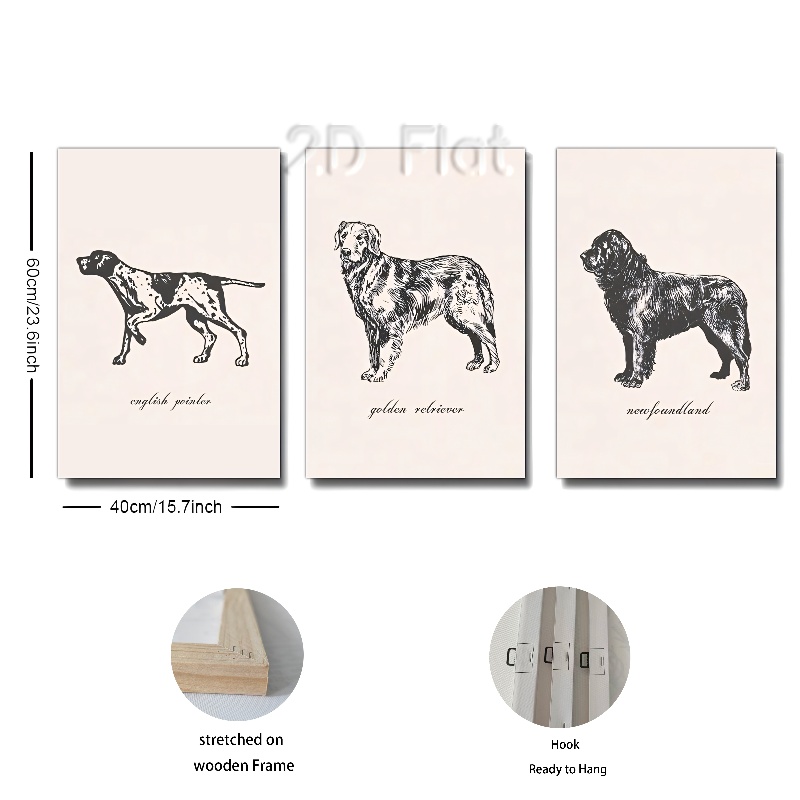 2D Flat
60cm/23.6inch
english pointer
golden retriever
newfoundland
40cm/15.7inch
stretched on
wooden Frame
Hook
Ready to Hang